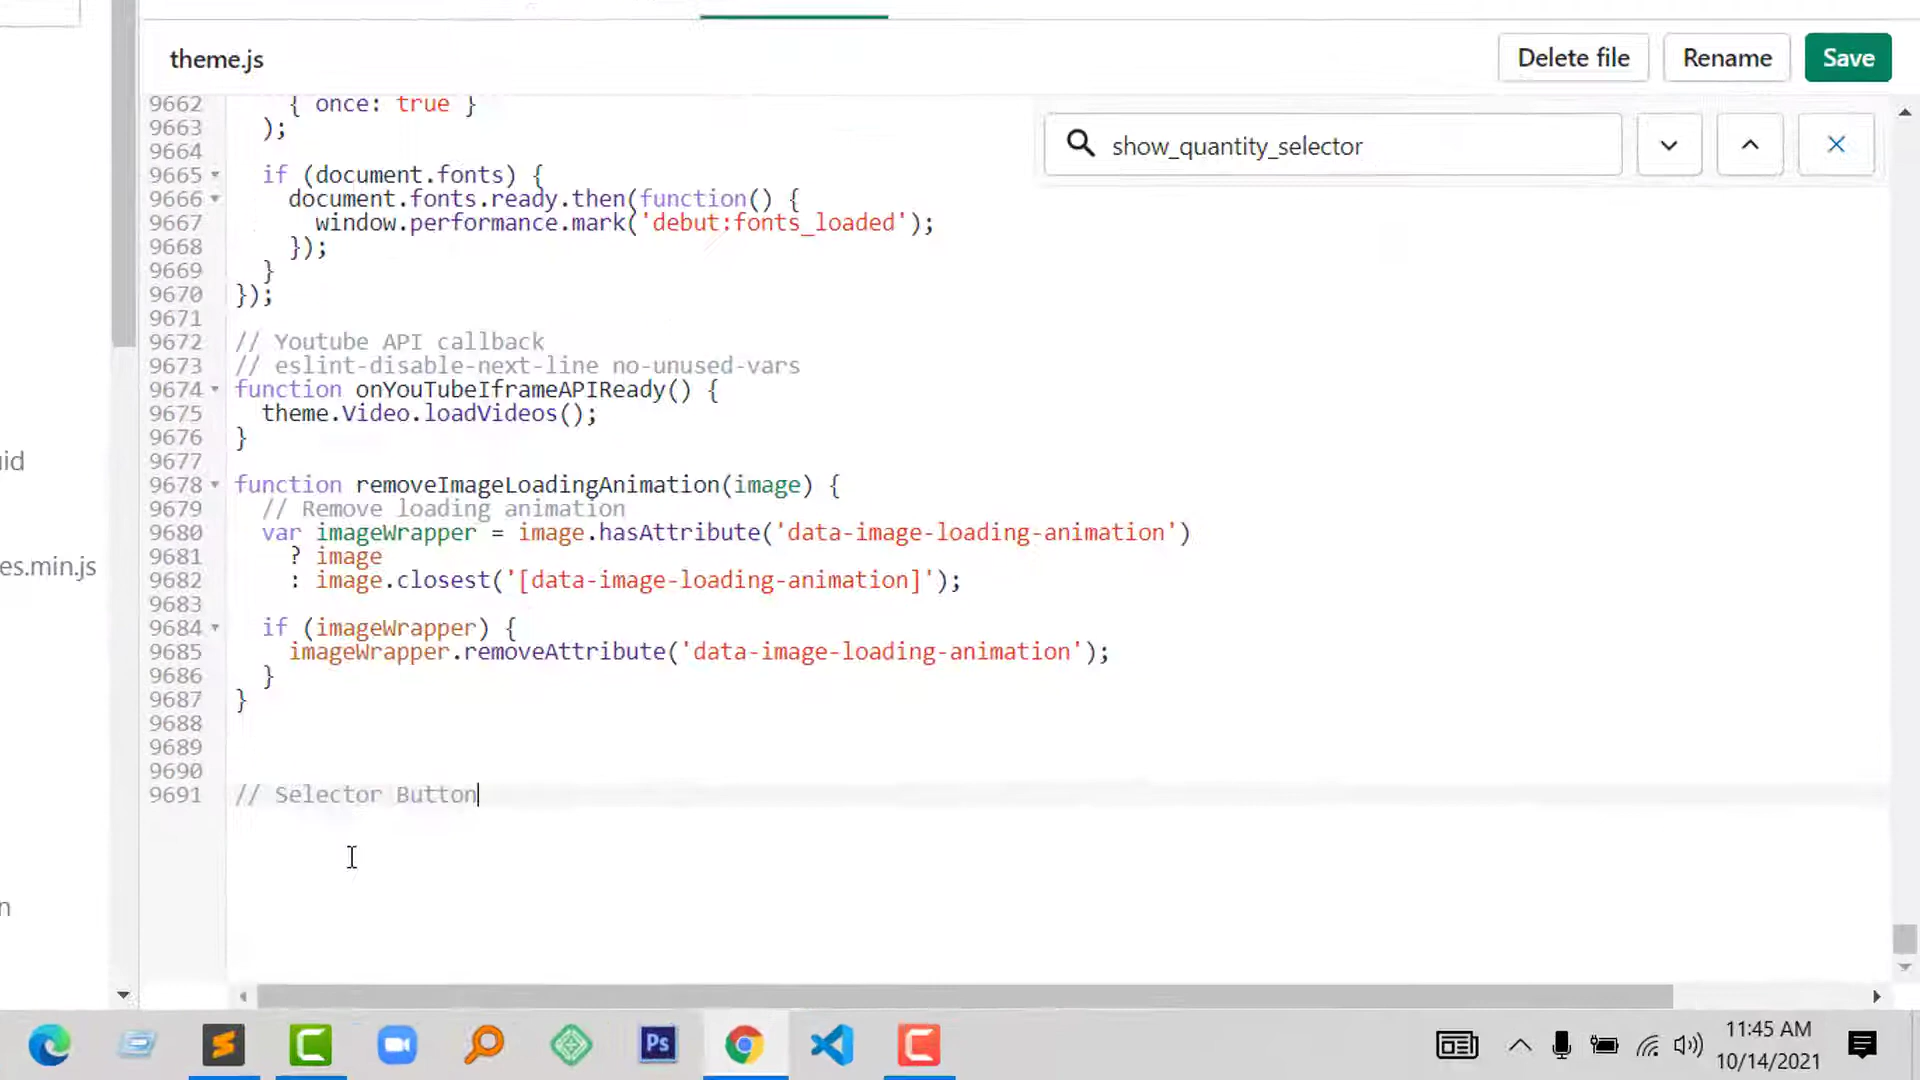 theme.js
Delete file
Rename
Save
show_quantity_selector
9662 { once: true }
9663 );
9664
9665 if (document.fonts) {
9666 document.fonts.ready.then(function() {
9667 window.performance.mark('debut:fonts_loaded');
9668 });
9669 }
9670 });
9671
9672 // Youtube API callback
9673 // eslint-disable-next-line no-unused-vars
9674 function onYouTubeIframeAPIReady() {
9675 theme.Video.loadVideos();
9676 }
9677
9678 function removeImageLoadingAnimation(image) {
9679 // Remove loading animation
9680 var imageWrapper = image.hasAttribute('data-image-loading-animation')
9681 ? image
9682 : image.closest('[data-image-loading-animation]');
9683
9684 if (imageWrapper) {
9685 imageWrapper.removeAttribute('data-image-loading-animation');
9686 }
9687 }
9688
9689
9690
9691 // Selector Button
uid
es.min.js
n
Ps
11:45 AM
10/14/2021